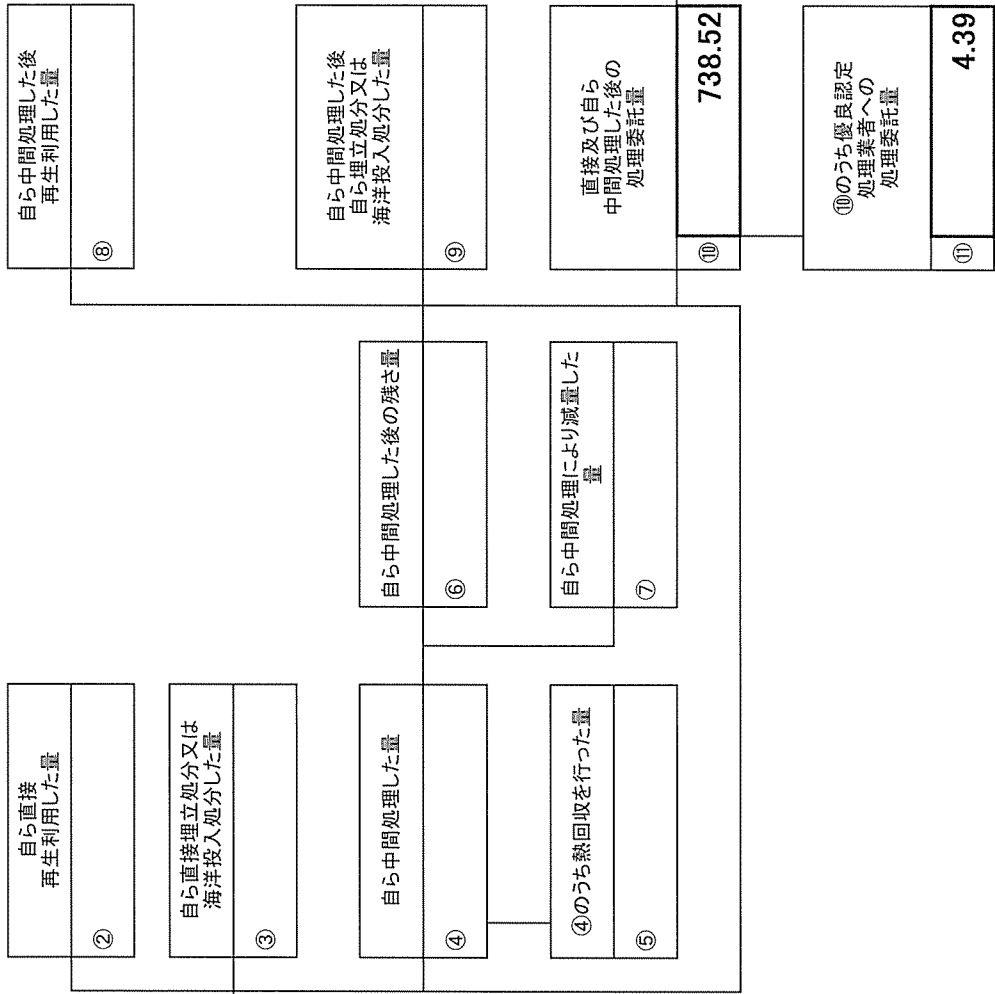 自ら直接
再生利用した量
②
自ら直接埋立処分又は
海洋投入処分した量
③
自ら中間処理した量
④
④のうち熱回収を行った量
⑤
自ら中間処理した後の残さ量
⑥
自ら中間処理により減量した
量
⑦
自ら中間処理した後
再生利用した量
⑧
自ら中間処理した後
自ら埋立処分又は
海洋投入処分した量
⑨
直接及び自ら
中間処理した後の
処理委託量
⑩
738.52
⑩のうち優良認定
処理業者への
処理委託量
⑪
4.39